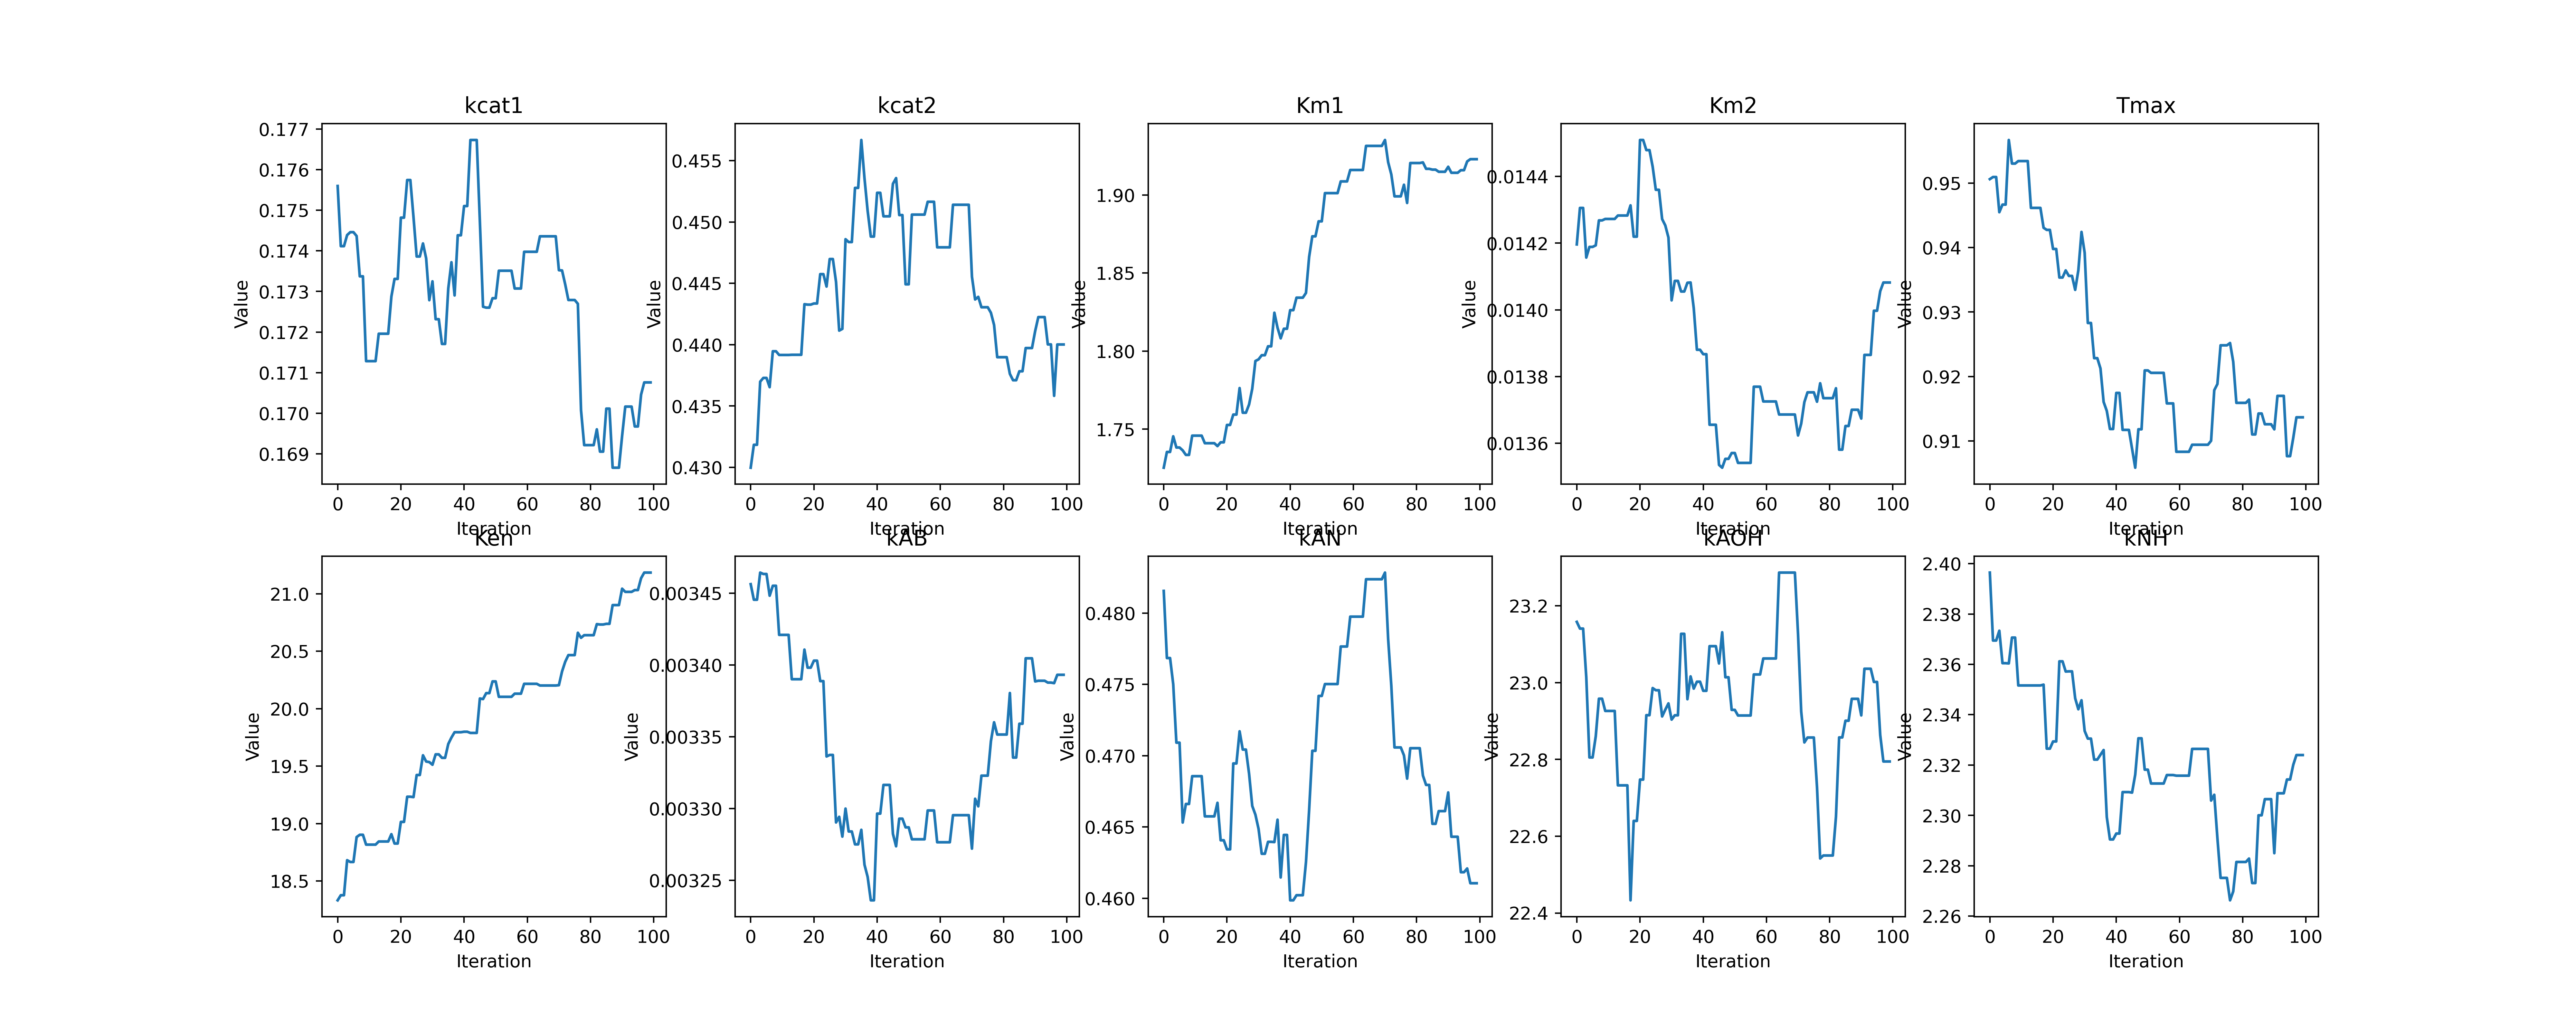 kcat1
0.177
0.176
0.175
0.174
0.173
0.172
0.171
0.170
0.169
Value
0 20 40 60 80 100
Iteration
kcat2
0.455
0.450
0.445
0.440
0.435
0.430
Value
0 20 40 60 80 100
Iteration
Km1
1.90
1.85
1.80
1.75
Value
0 20 40 60 80 100
Iteration
Km2
0.0144
0.0142
0.0140
0.0138
0.0136
Value
0 20 40 60 80 100
Iteration
Tmax
0.95
0.94
0.93
0.92
0.91
Value
0 20 40 60 80 100
Iteration
Ken
21.0
20.5
20.0
19.5
19.0
18.5
Value
0 20 40 60 80 100
Iteration
kAB
0.00345
0.00340
0.00335
0.00330
0.00325
Value
0 20 40 60 80 100
Iteration
kAN
0.480
0.475
0.470
0.465
0.460
Value
0 20 40 60 80 100
Iteration
kAOH
23.2
23.0
22.8
22.6
22.4
Value
0 20 40 60 80 100
Iteration
kNH
2.40
2.38
2.36
2.34
2.32
2.30
2.28
2.26
Value
0 20 40 60 80 100
Iteration